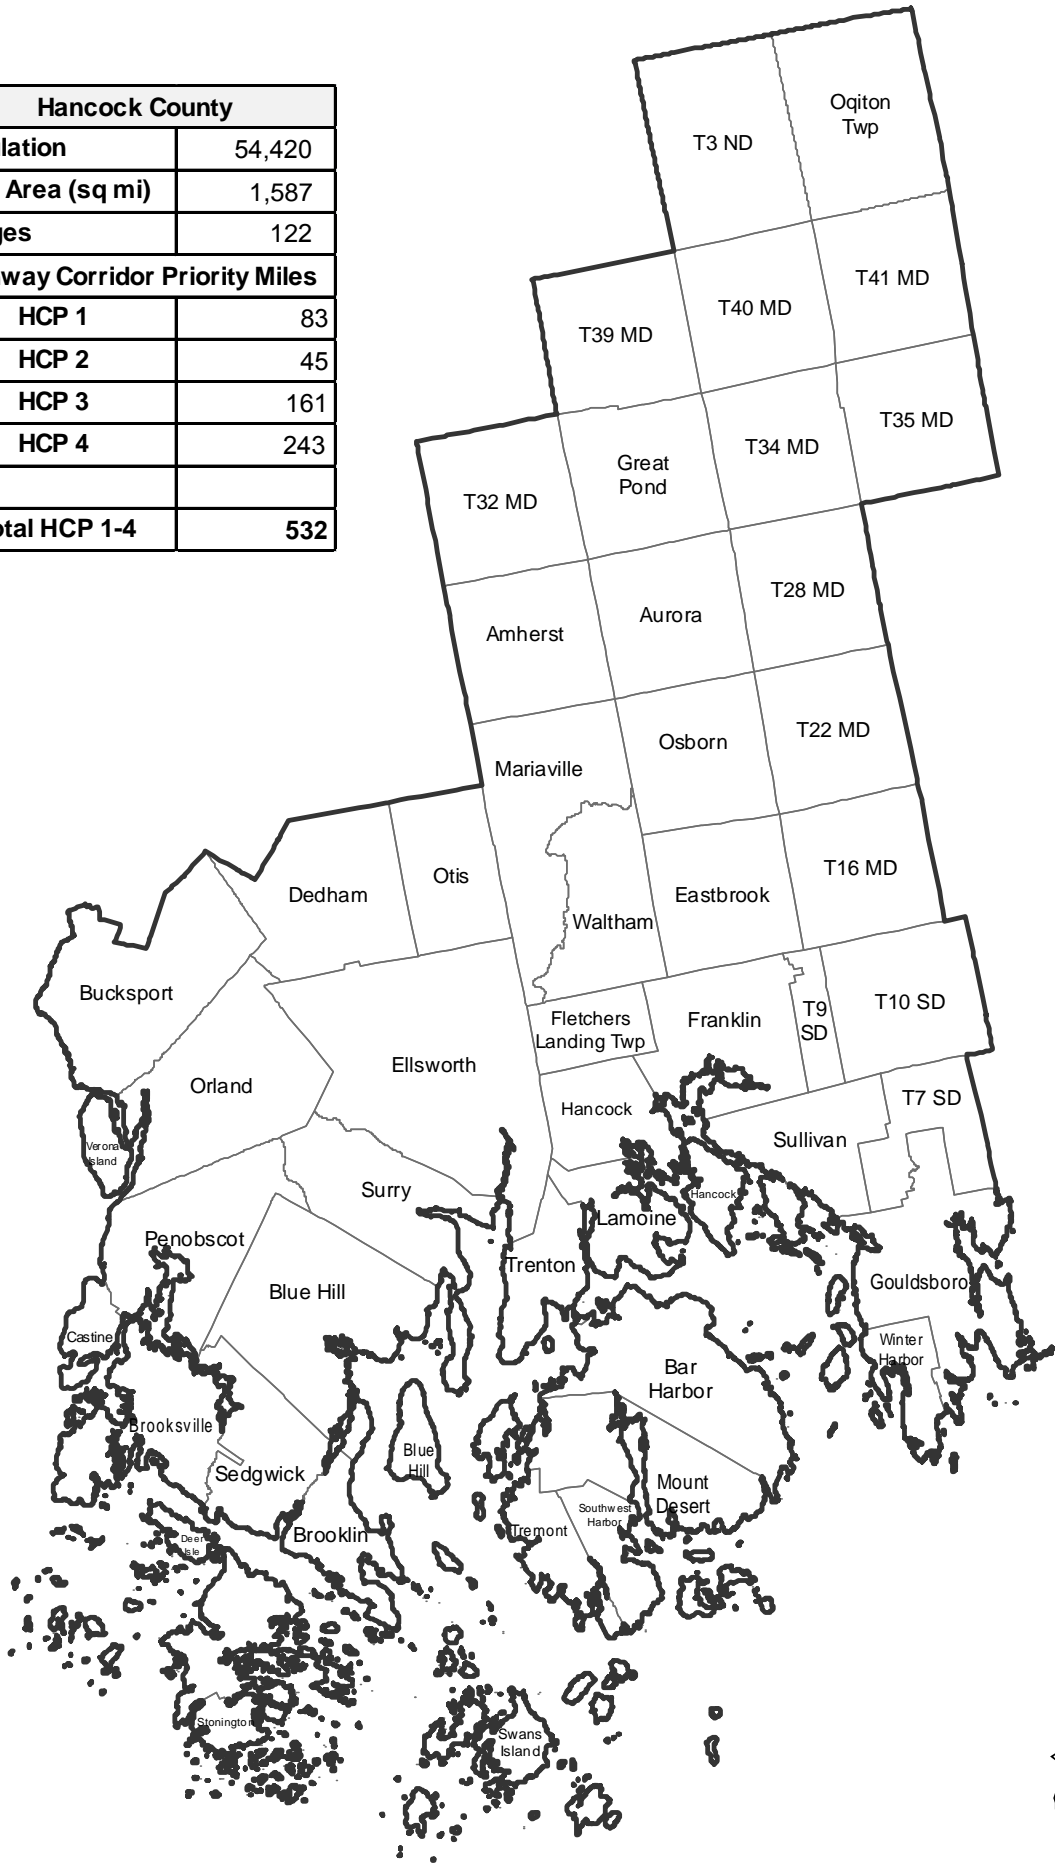 Hancock County
lation 54,420
Area (sq mi) 1,587
ges 122
way Corridor Priority Miles
HCP 1 83
HCP 2 45
HCP 3 161
HCP 4 243
otal HCP 1-4 532
Oqiton
Twp
T3 ND
T41 MD
T40 MD
T39 MD
T35 MD
T34 MD
Great
Pond
T32 MD
T28 MD
Aurora
Amherst
T22 MD
Osborn
Mariaville
T16 MD
Otis
Dedham
Eastbrook
Waltham
Bucksport
T10 SD
T9
SD
Franklin
Fletchers
Landing Twp
Ellsworth
Orland
T7 SD
Hancock
Sullivan
Verona
Island
Surry
Hancock
Lamoine
Penobscot
Trenton
Gouldsboro
Blue Hill
Castine
Winter
Harbor
Bar
Harbor
Brooksville
Blue
Hill
Sedgwick
Mount
Desert
Southwest
Harbor
Tremont
Brooklin
Deer
Isle
Stonington
Swans
Island